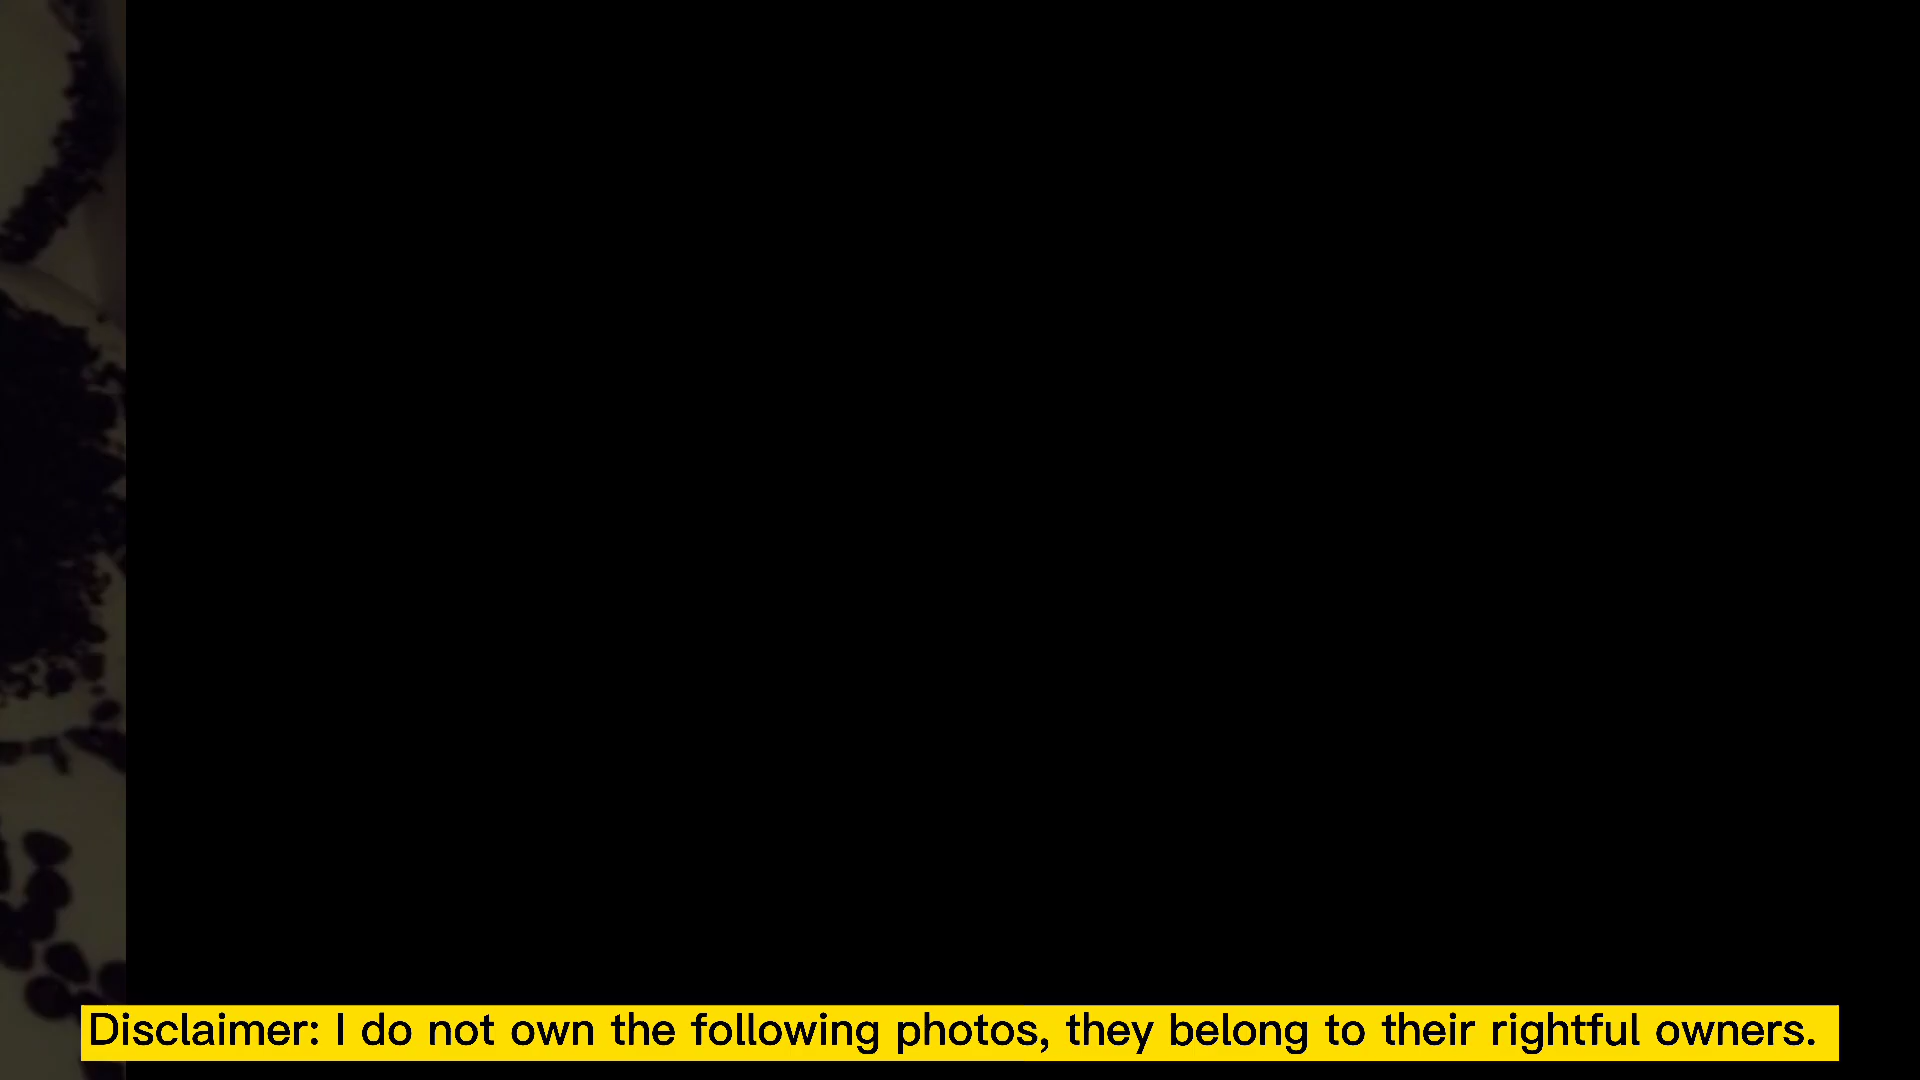 Disclaimer: I do not own the following photos, they belong to their rightful owners.